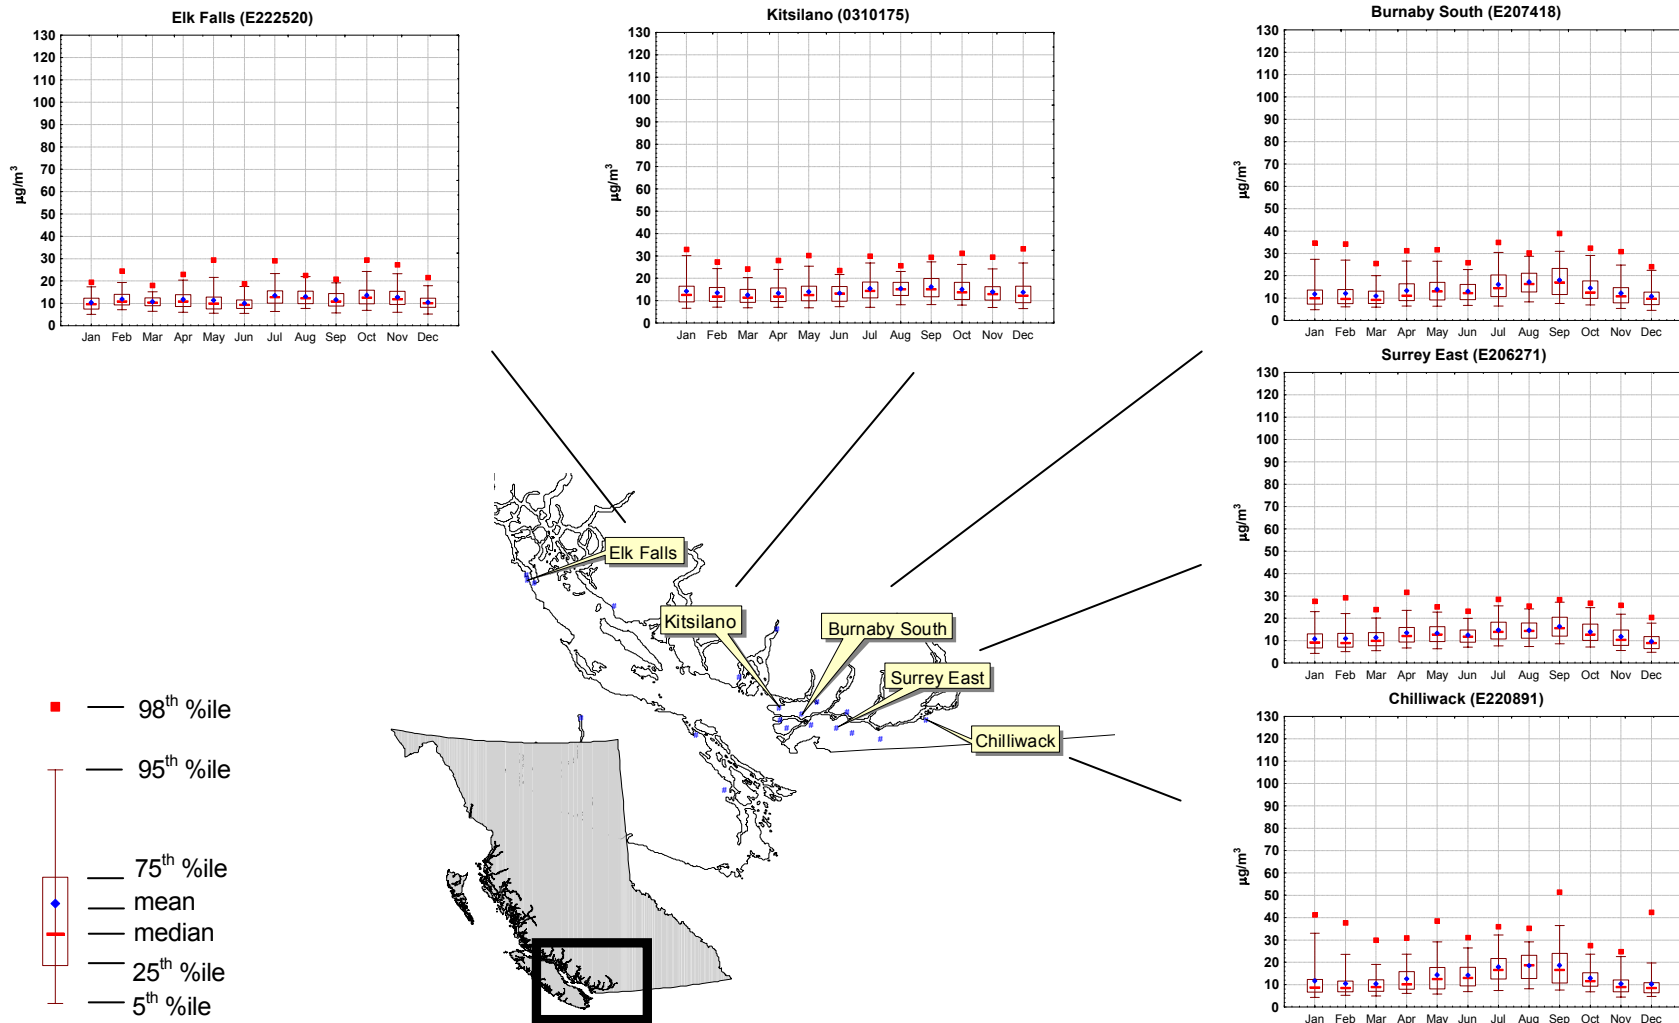 Elk Falls (E222520)
130
120
110
100
90
80
70
60
50
40
30
20
10
0
µg/m³
Jan Feb Mar Apr May Jun Jul Aug Sep Oct Nov Dec
Kitsilano (0310175)
130
120
110
100
90
80
70
60
50
40
30
20
10
0
µg/m³
Jan Feb Mar Apr May Jun Jul Aug Sep Oct Nov Dec
Burnaby South (E207418)
130
120
110
100
90
80
70
60
50
40
30
20
10
0
µg/m³
Jan Feb Mar Apr May Jun Jul Aug Sep Oct Nov Dec
Surrey East (E206271)
130
120
110
100
90
80
70
60
50
40
30
20
10
0
µg/m³
Jan Feb Mar Apr May Jun Jul Aug Sep Oct Nov Dec
Chilliwack (E220891)
130
120
110
100
90
80
70
60
50
40
30
20
10
0
µg/m³
Jan Feb Mar Apr May Jun Jul Aug Sep Oct Nov Dec
Elk Falls
Kitsilano
Burnaby South
Surrey East
Chilliwack
98th %ile
95th %ile
75th %ile
mean
median
25th %ile
5th %ile